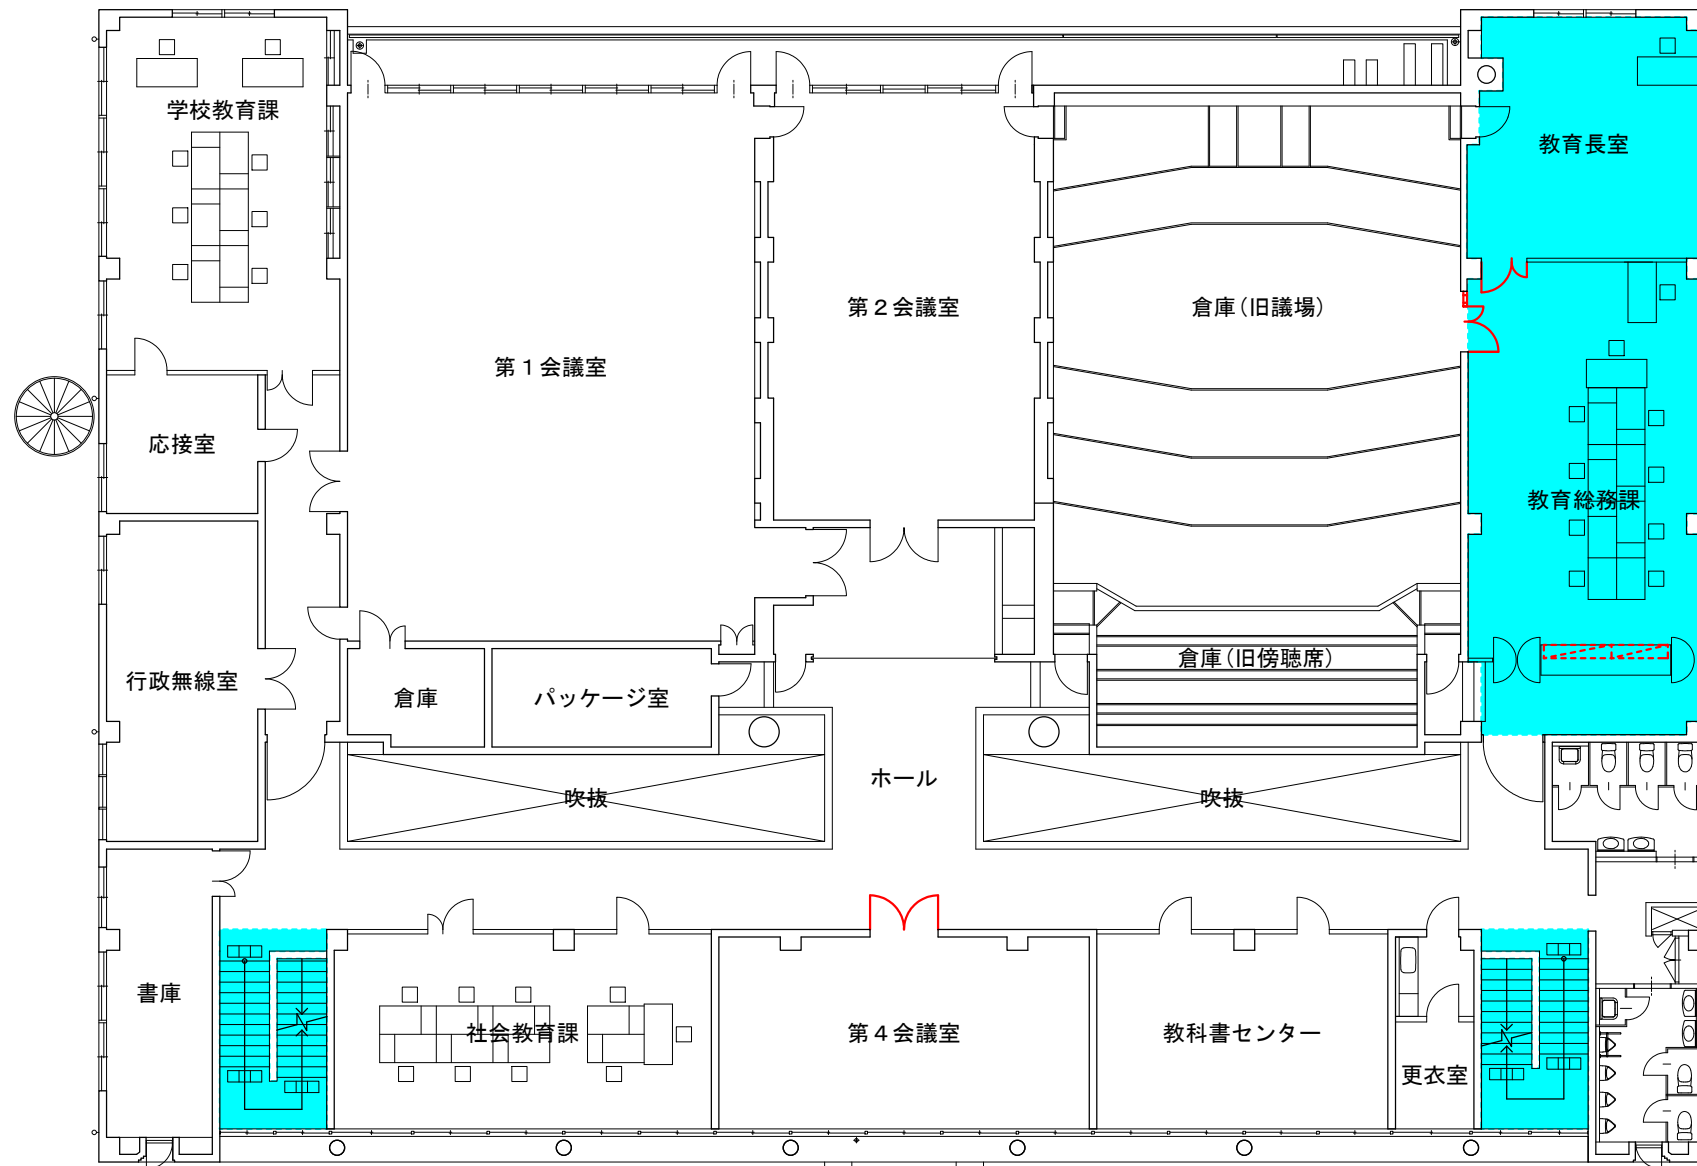 学校教育課
教育長室
第２会議室
倉庫（旧議場）
第１会議室
応接室
教育総務課
倉庫（旧傍聴席）
行政無線室
倉庫
パッケージ室
ホール
吹抜
吹抜
書庫
社会教育課
第４会議室
教科書センター
更衣室